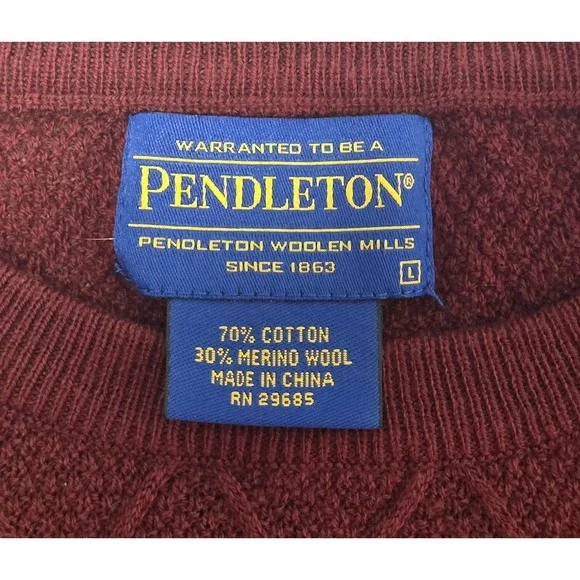 WARRANTED TO BE A
PENDLETON®
PENDLETON WOOLEN MILLS
SINCE 1863
L
70% COTTON
30% MERINO WOOL
MADE IN CHINA
RN 29685